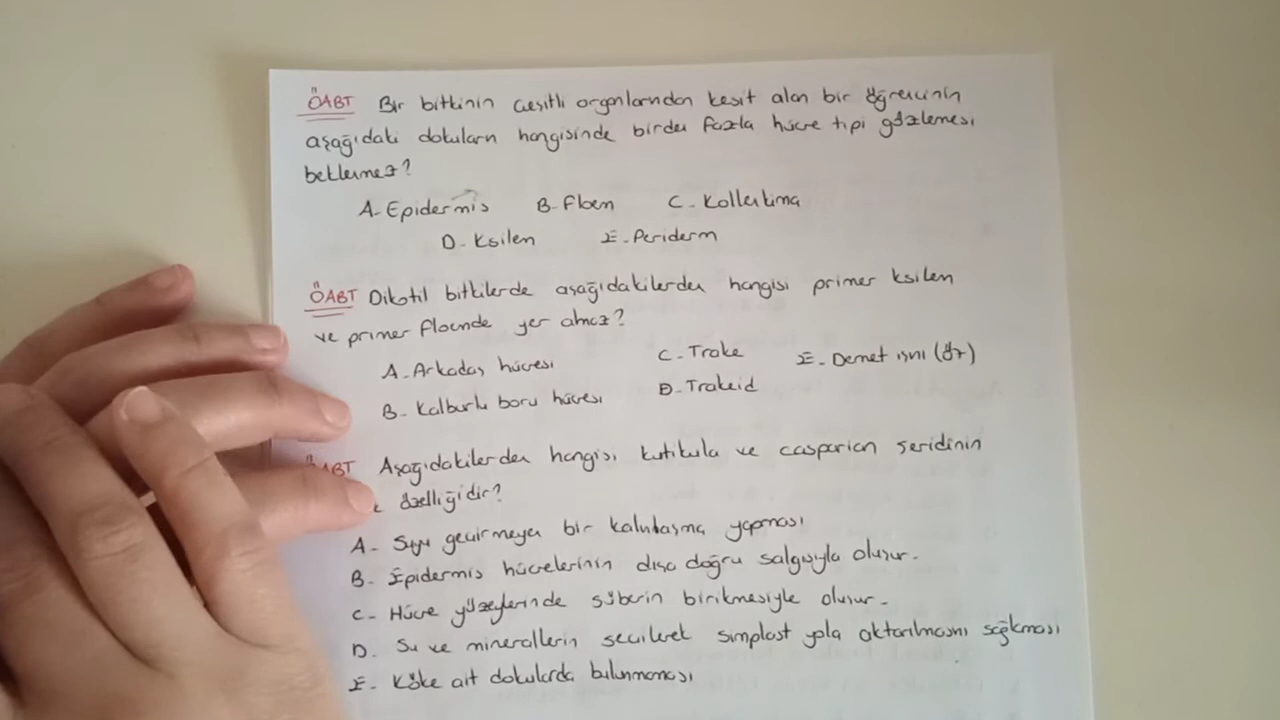 ÖABT Bir bitkinin çeşitli organlarından kesit alan bir öğrencinin
aşağıdaki dokuların hangisinde birden fazla hücre tipi gözlemesi
beklenmez?
A- Epidermis B- Floem C- Kollenkima
D- Ksilem E- Periderm
ÖABT Dikotil bitkilerde aşağıdakilerden hangisi primer ksilem
ve primer floemde yer almaz?
A- Arkadaş hücresi C- Trake E- Demet ışını (öz)
B- Kalburlu boru hücresi D- Trakeid
ÖABT Aşağıdakilerden hangisi kutikula ve casparian şeridinin
özelliğidir?
A- Suyu geçirmeyen bir kalınlaşma yapması
B- Epidermis hücrelerinin dışa doğru salgısıyla oluşur.
C- Hücre yüzeylerinde süberin birikmesiyle oluşur.
D- Su ve minerallerin seçilerek simplast yola aktarılmasını sağlması
E- Köke ait dokularda bulunmaması